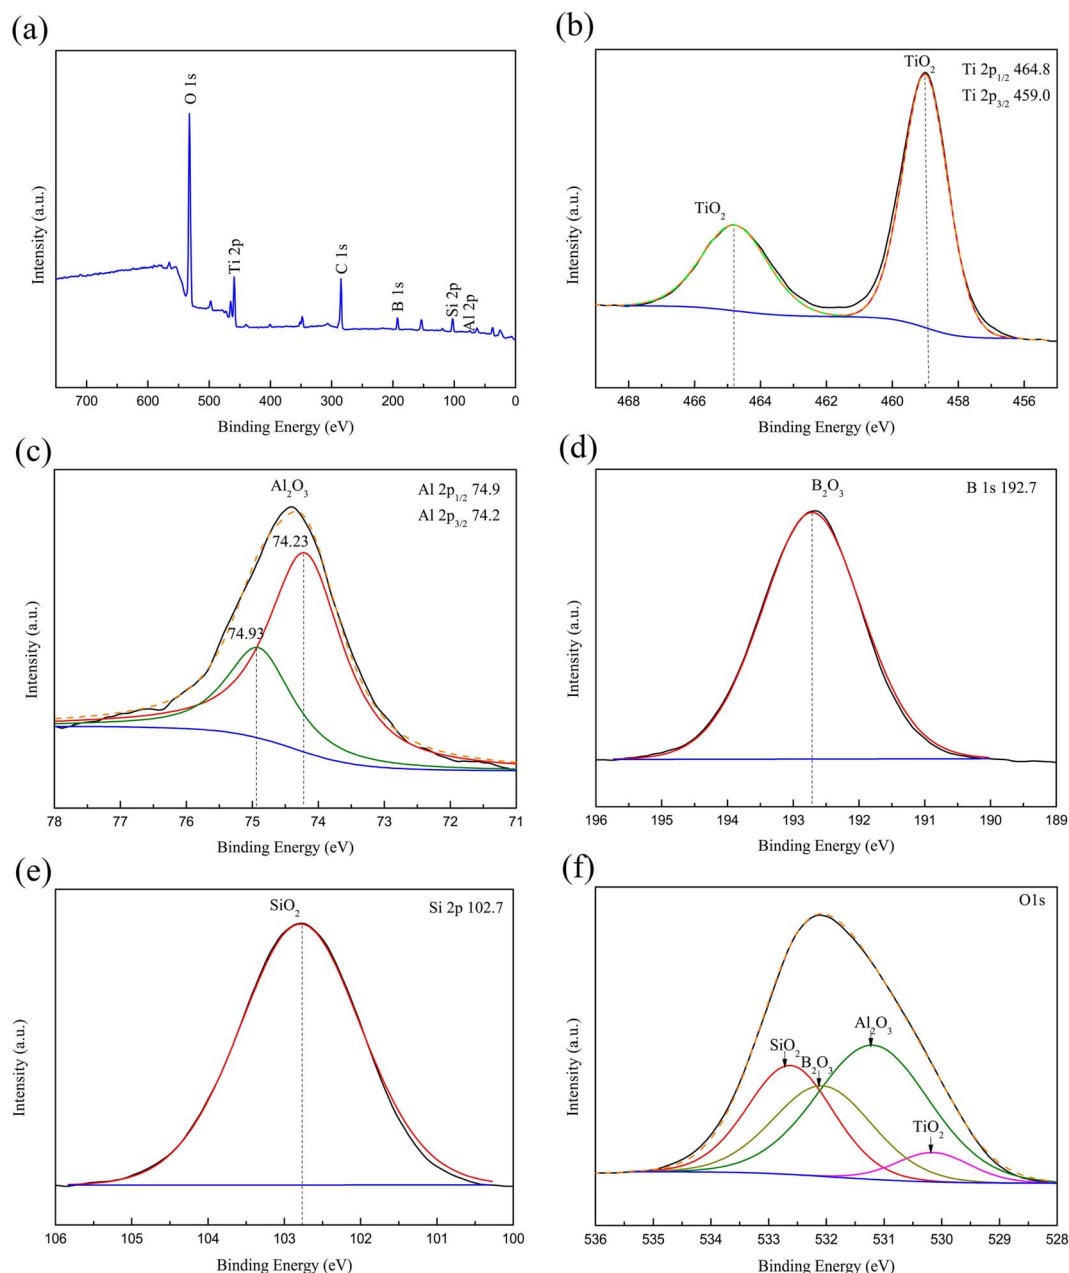 (a)
O 1s
Ti 2p
C 1s
B 1s
Si 2p
Al 2p
Intensity (a.u.)
700 600 500 400 300 200 100 0
Binding Energy (eV)
(b)
TiO2
TiO2
Ti 2p1/2 464.8
Ti 2p3/2 459.0
Intensity (a.u.)
468 466 464 462 460 458 456
Binding Energy (eV)
(c)
Al2O3
Al 2p1/2 74.9
Al 2p3/2 74.2
74.23
74.93
Intensity (a.u.)
78 77 76 75 74 73 72 71
Binding Energy (eV)
(d)
B2O3
B 1s 192.7
Intensity (a.u.)
196 195 194 193 192 191 190 189
Binding Energy (eV)
(e)
SiO2
Si 2p 102.7
Intensity (a.u.)
106 105 104 103 102 101 100
Binding Energy (eV)
(f)
O1s
Al2O3
SiO2
B2O3
TiO2
Intensity (a.u.)
536 535 534 533 532 531 530 529 528
Binding Energy (eV)